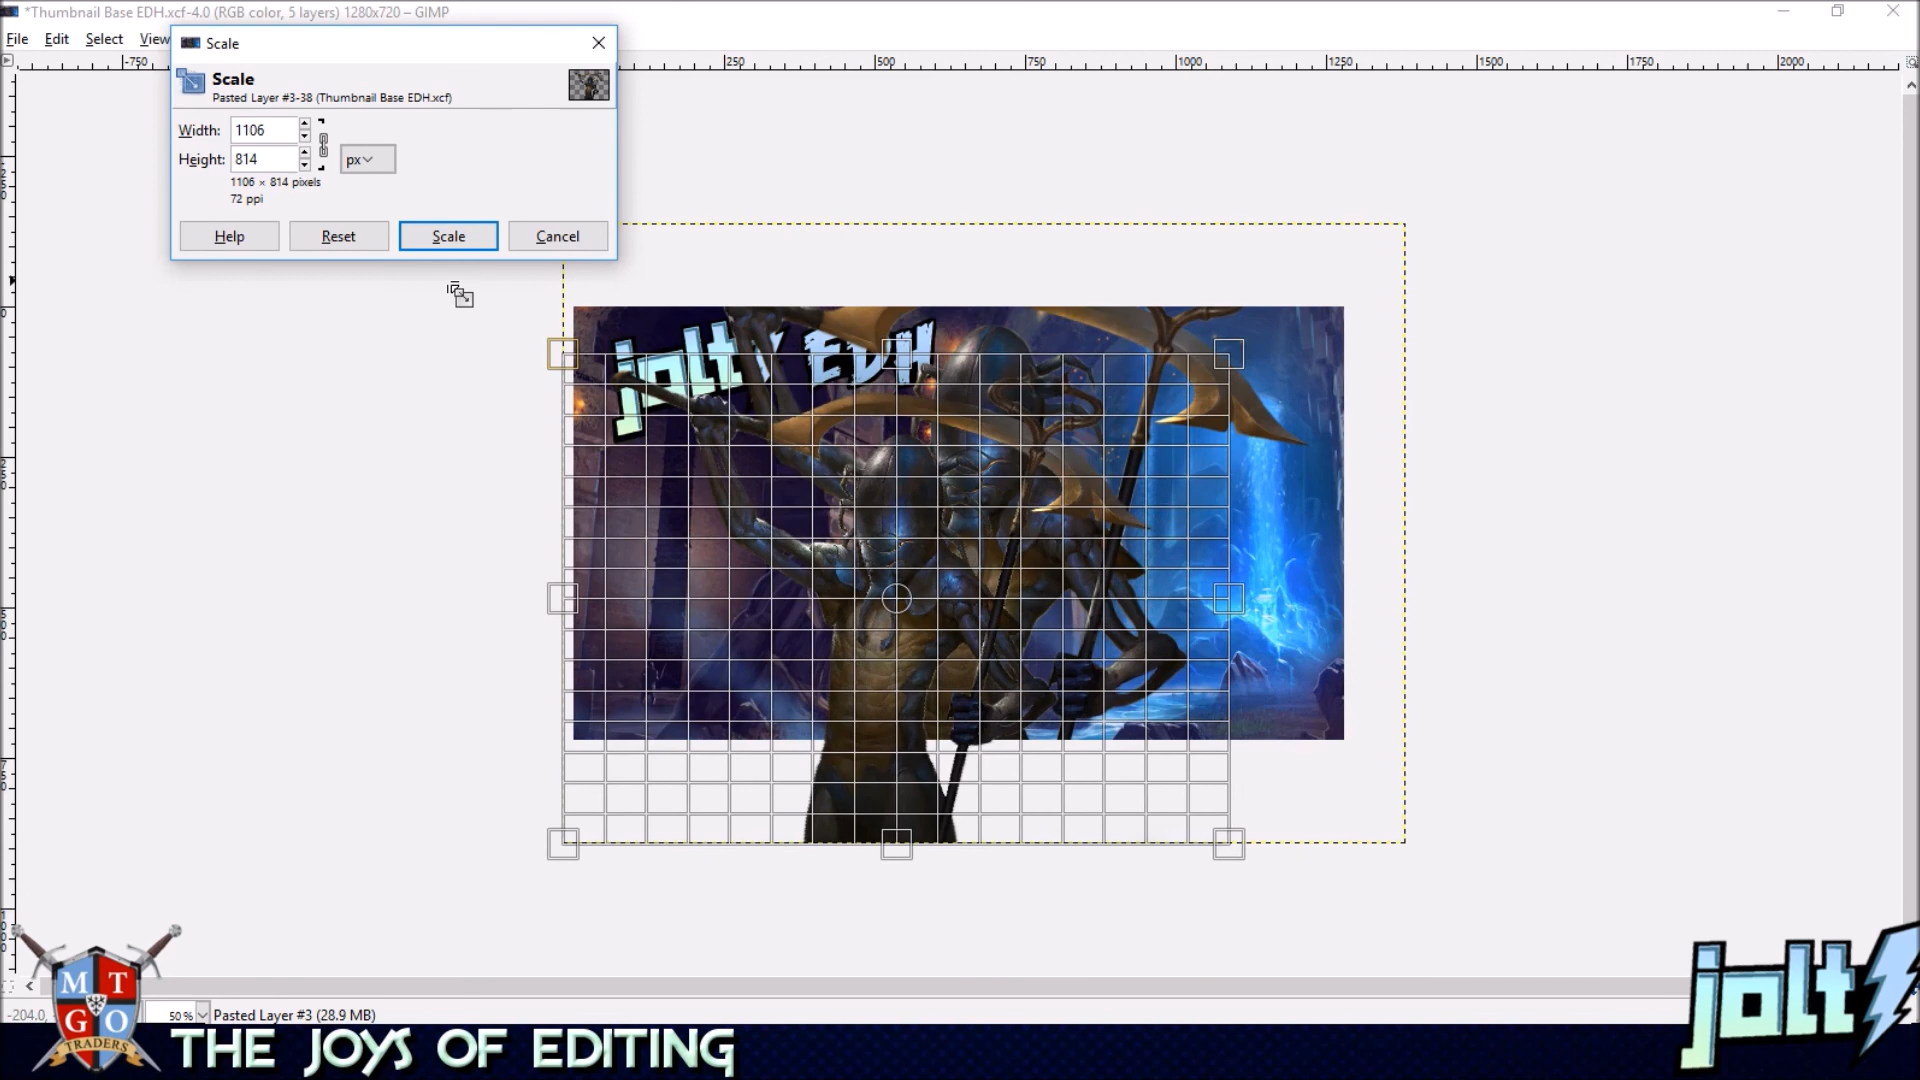 *Thumbnail Base EDH.xcf-4.0 (RGB color, 5 layers) 1280x720 – GIMP
File Edit Select View
Scale
Scale
Pasted Layer #3-38 (Thumbnail Base EDH.xcf)
Width: 1106
Height: 814
px
1106 × 814 pixels
72 ppi
Help Reset Scale Cancel
-750 250 500 750 1000 1250 1500 1750 2000
jolt
EDH
-204.0,
50 %
Pasted Layer #3 (28.9 MB)
M T
G O
TRADERS
THE JOYS OF EDITING
jolt